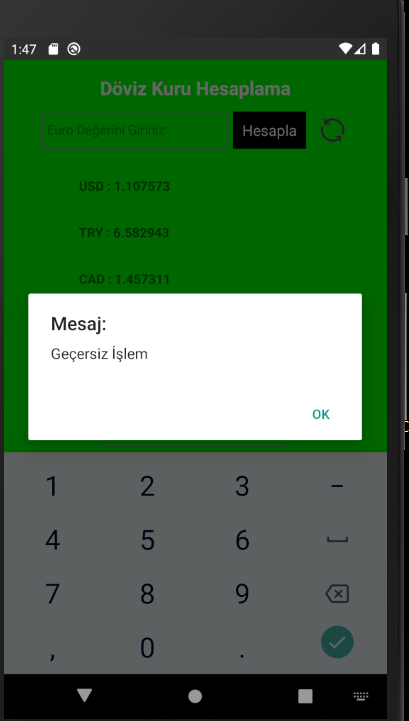 1:47
Döviz Kuru Hesaplama
Euro Değerini Giriniz:
Hesapla
USD : 1.107573
TRY : 6.582943
CAD : 1.457311
Mesaj:
Geçersiz İşlem
OK
1 2 3 –
4 5 6
7 8 9
, 0 .